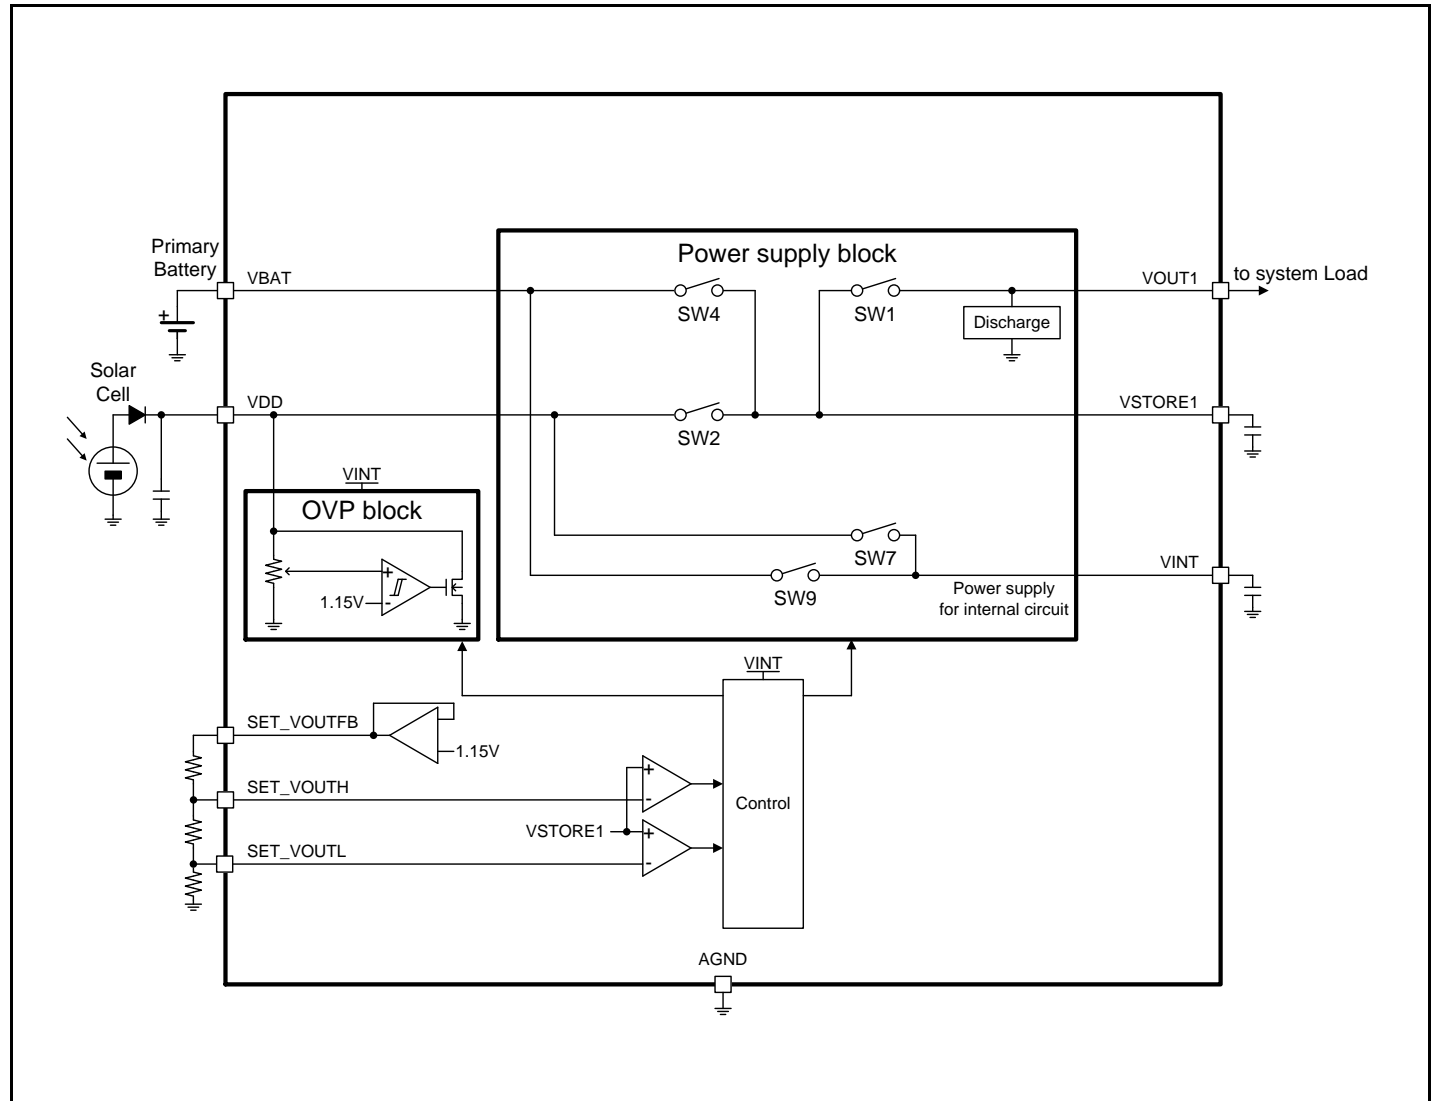 Power supply block
Primary
Battery
VBAT
VOUT1
to system Load
+
SW4
SW1
Discharge
Solar
Cell
VDD
VSTORE1
SW2
VINT
OVP block
SW7
VINT
+
1.15V
-
SW9
Power supply
for internal circuit
VINT
SET_VOUTFB
1.15V
+
SET_VOUTH
-
Control
VSTORE1
+
SET_VOUTL
-
AGND